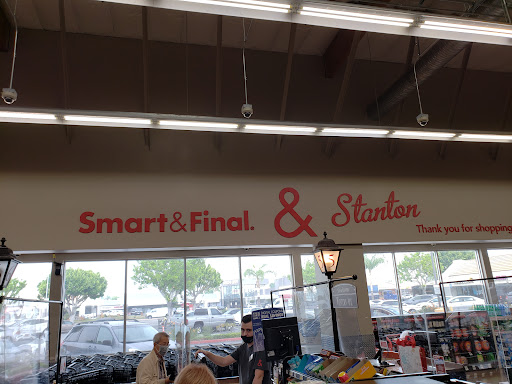 Smart&Final. & Stanton
Thank you for shopping